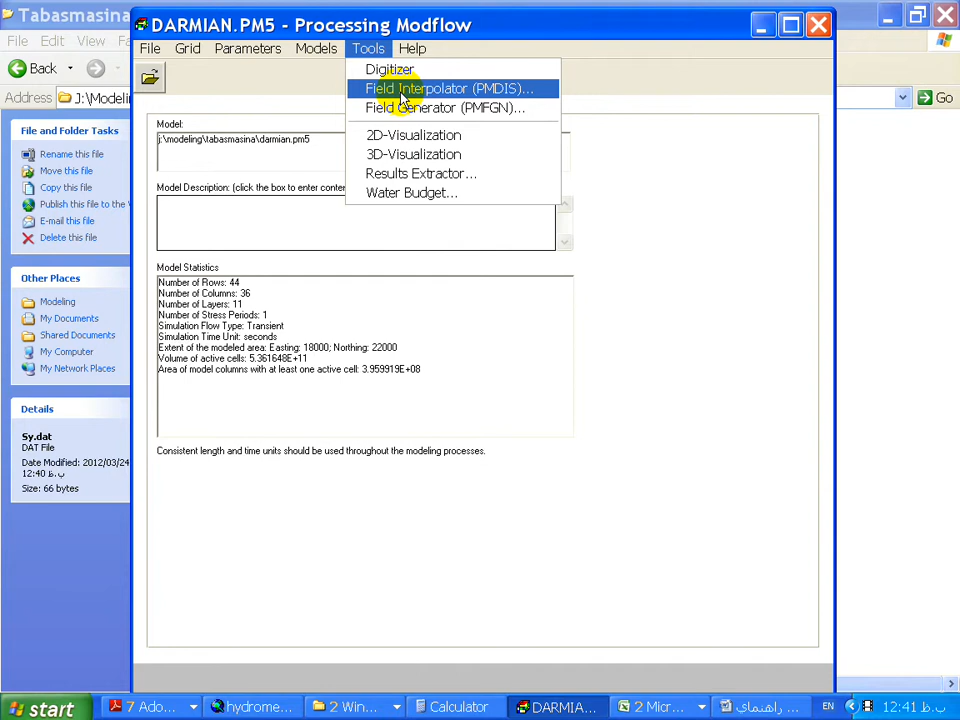 Tabasmasina
DARMIAN.PM5 - Processing Modflow
File Edit View
File Grid Parameters Models Tools Help
Back
Address J:\Modelin
Go
Digitizer
Field Interpolator (PMDIS)...
Field Generator (PMFGN)...
2D-Visualization
3D-Visualization
Results Extractor...
Water Budget...
File and Folder Tasks
Rename this file
Move this file
Copy this file
Publish this file to the
E-mail this file
Delete this file
Other Places
Modeling
My Documents
Shared Documents
My Computer
My Network Places
Details
Sy.dat
DAT File
Date Modified: 2012/03/24
12:40 ب.ظ
Size: 66 bytes
Model:
j:\modeling\tabasmasina\darmian.pm5
Model Description: (click the box to enter
Model Statistics
Number of Rows: 44
Number of Columns: 36
Number of Layers: 11
Number of Stress Periods: 1
Simulation Flow Type: Transient
Simulation Time Unit: seconds
Extent of the modeled area: Easting: 18000; Northing: 22000
Volume of active cells: 5.361648E+11
Area of model columns with at least one active cell: 3.959919E+08
Consistent length and time units should be used throughout the modeling processes.
start
7 Ado...
hydrome...
2 Win...
Calculator
DARMIAN...
2 Micr...
راهنماي...
EN
12:41 ب.ظ